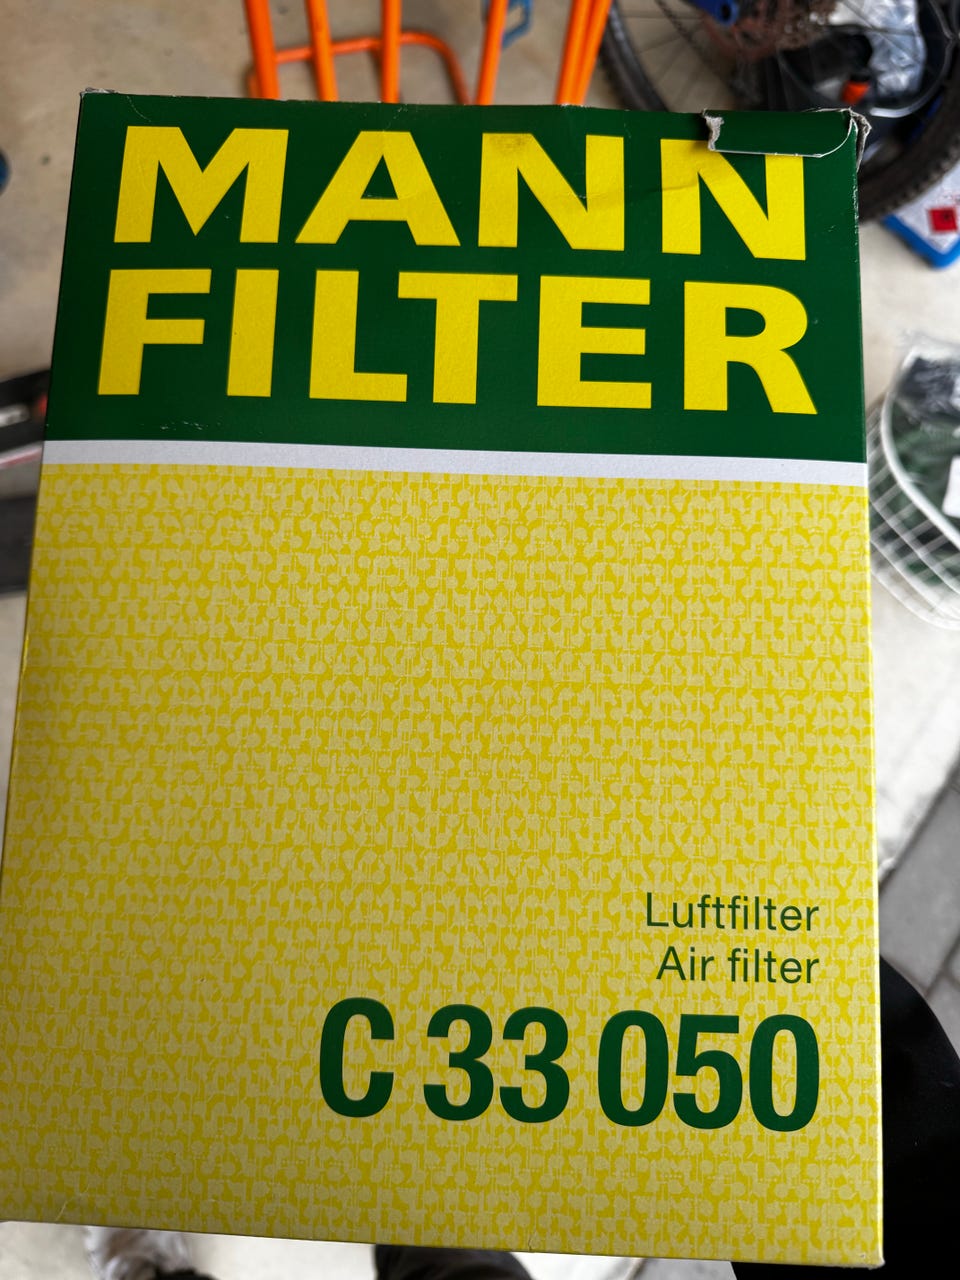 MANN
FILTER
Luftfilter
Air filter
C 33 050